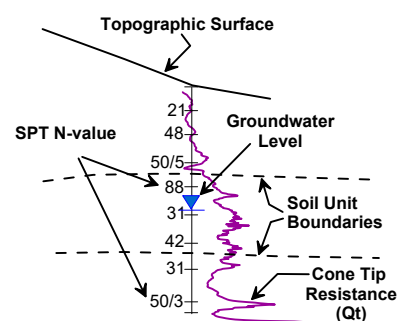 Topographic Surface
21
SPT N-value
48
Groundwater
Level
50/5
88
31
Soil Unit
Boundaries
42
31
50/3
Cone Tip
Resistance
(Qt)